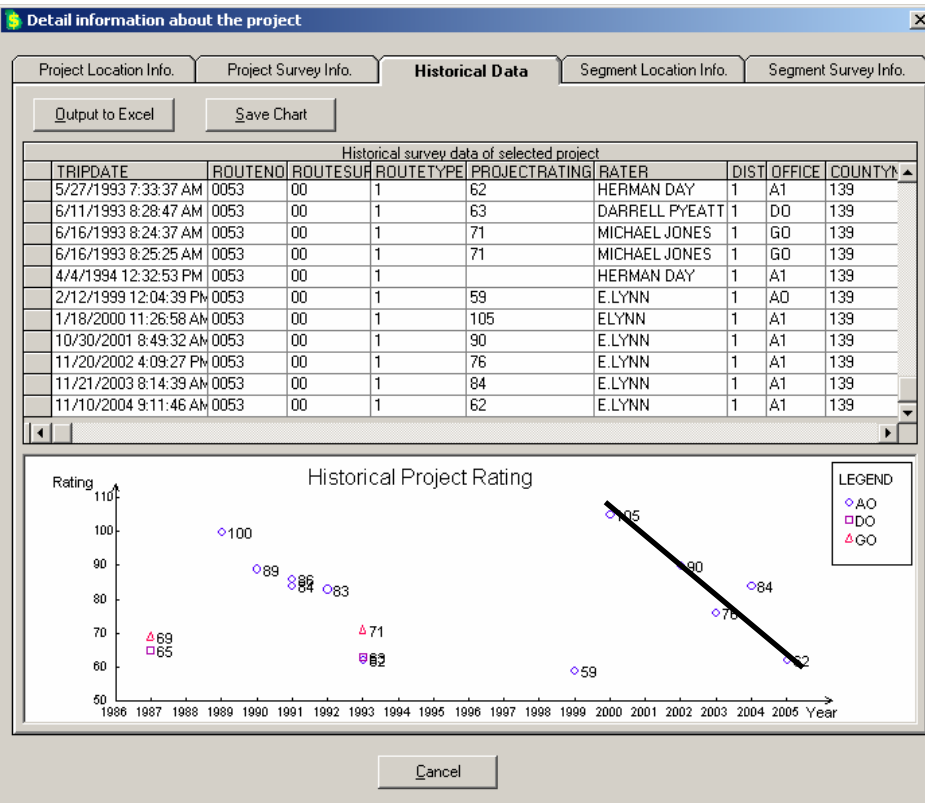 Detail information about the project
Project Location Info. Project Survey Info. Historical Data Segment Location Info. Segment Survey Info.
Output to Excel Save Chart
Historical survey data of selected project
TRIPDATE ROUTENO ROUTESUF ROUTETYPE PROJECTRATING RATER DIST OFFICE COUNTYN
5/27/1993 7:33:37 AM 0053 00 1 62 HERMAN DAY 1 A1 139
6/11/1993 8:28:47 AM 0053 00 1 63 DARRELL PYEATT 1 D0 139
6/16/1993 8:24:37 AM 0053 00 1 71 MICHAEL JONES 1 G0 139
6/16/1993 8:25:25 AM 0053 00 1 71 MICHAEL JONES 1 G0 139
4/4/1994 12:32:53 PM 0053 00 1 HERMAN DAY 1 A1 139
2/12/1999 12:04:39 PM 0053 00 1 59 E.LYNN 1 A0 139
1/18/2000 11:26:58 AM 0053 00 1 105 ELYNN 1 A1 139
10/30/2001 8:49:32 AM 0053 00 1 90 E.LYNN 1 A1 139
11/20/2002 4:09:27 PM 0053 00 1 76 E.LYNN 1 A1 139
11/21/2003 8:14:39 AM 0053 00 1 84 E.LYNN 1 A1 139
11/10/2004 9:11:46 AM 0053 00 1 62 E.LYNN 1 A1 139
Historical Project Rating
Rating
LEGEND
AO
DO
GO
110
100
90
80
70
60
50
100
89
86
84
83
69
65
71
63
62
59
105
90
76
84
62
1986 1987 1988 1989 1990 1991 1992 1993 1994 1995 1996 1997 1998 1999 2000 2001 2002 2003 2004 2005 Year
Cancel